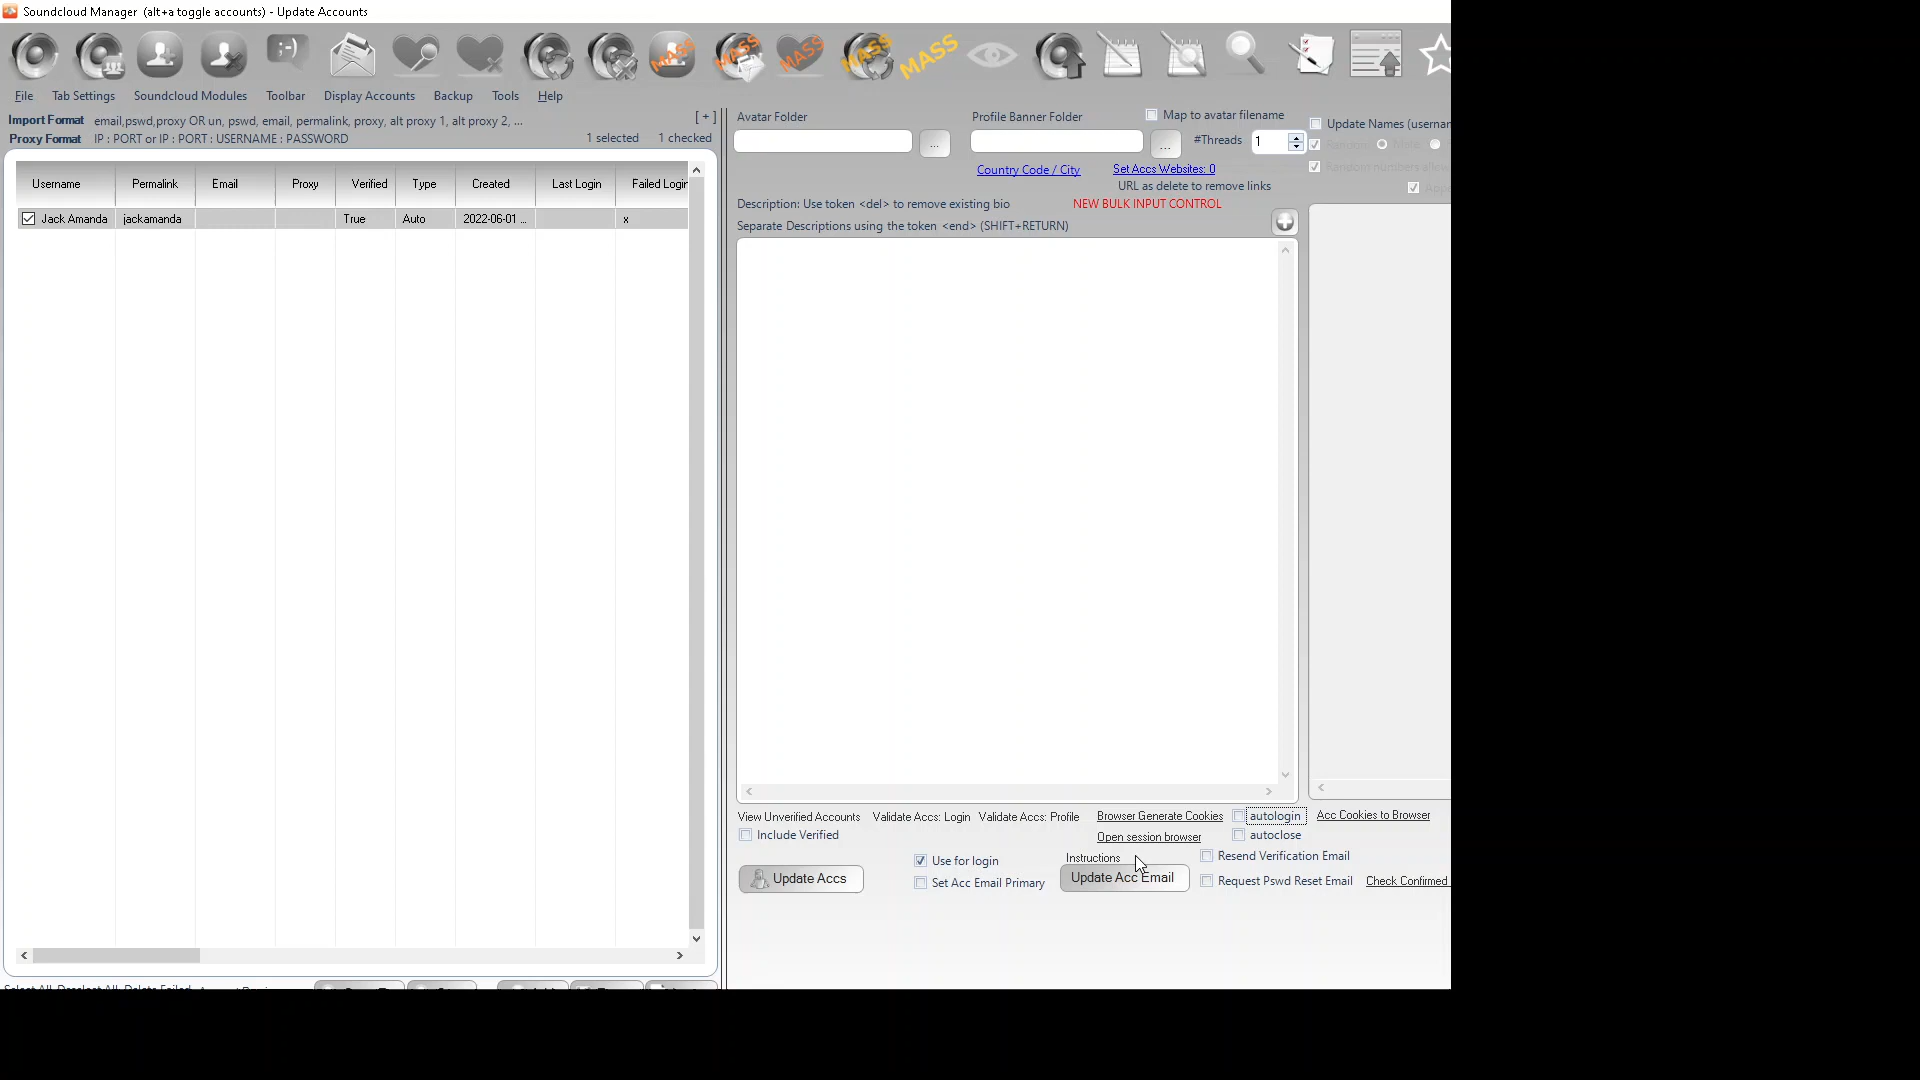 Soundcloud Manager (alt+a toggle accounts) - Update Accounts
;-)
MASS MASS MASS MASS MASS
File Tab Settings Soundcloud Modules Toolbar Display Accounts Backup Tools Help
Import Format email,pswd,proxy OR un, pswd, email, permalink, proxy, alt proxy 1, alt proxy 2, ... [ + ]
Proxy Format IP : PORT or IP : PORT : USERNAME : PASSWORD 1 selected 1 checked
Username Permalink Email Proxy Verified Type Created Last Login Failed Login
Jack Amanda jackamanda True Auto 2022-06-01 ... x
Avatar Folder Profile Banner Folder Map to avatar filename
... ... #Threads 1
Update Names (usernam
Country Code / City Set Accs Websites: 0
URL as delete to remove links
Random numbers allow
Description: Use token <del> to remove existing bio NEW BULK INPUT CONTROL
Separate Descriptions using the token <end> (SHIFT+RETURN)
View Unverified Accounts Validate Accs: Login Validate Accs: Profile Browser Generate Cookies autologin Acc Cookies to Browser
Include Verified Open session browser autoclose
Use for login Instructions Resend Verification Email
Update Accs Set Acc Email Primary Update Acc Email Request Pswd Reset Email Check Confirmed